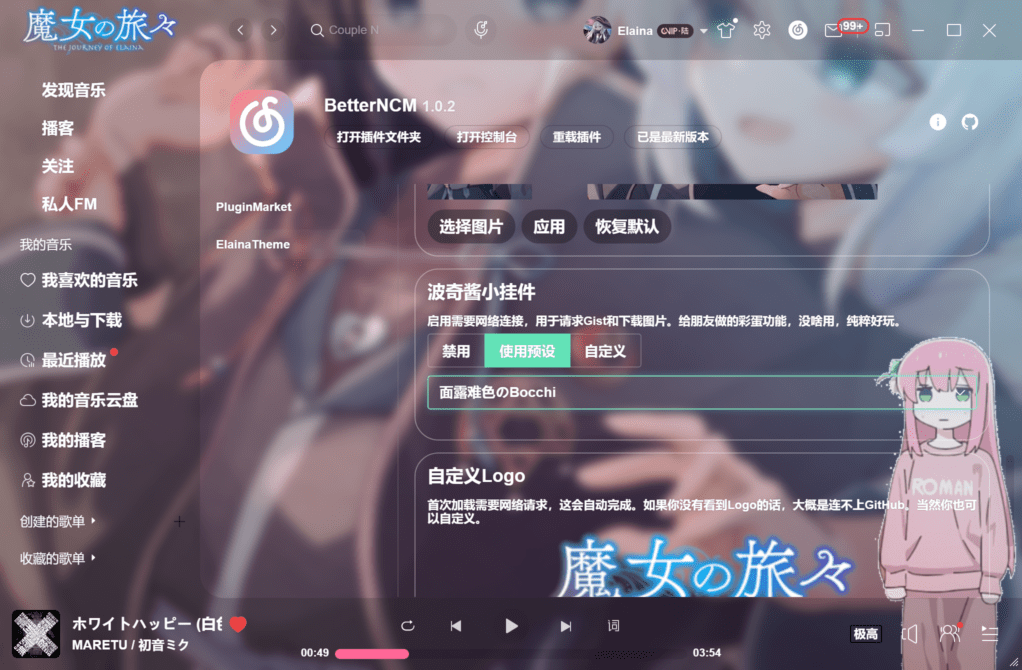 魔女の旅々
THE JOURNEY OF ELAINA
Couple N
Elaina
VIP·陆
99+
发现音乐
播客
关注
私人FM
我的音乐
我喜欢的音乐
本地与下载
最近播放
我的音乐云盘
我的播客
我的收藏
创建的歌单
收藏的歌单
BetterNCM 1.0.2
打开插件文件夹 打开控制台 重载插件 已是最新版本
PluginMarket
ElainaTheme
选择图片 应用 恢复默认
波奇酱小挂件
启用需要网络连接，用于请求Gist和下载图片。给朋友做的彩蛋功能，没啥用，纯粹好玩。
禁用 使用预设 自定义
面露难色のBocchi
自定义Logo
首次加载需要网络请求，这会自动完成。如果你没有看到Logo的话，大概是连不上GitHub。当然你也可
以自定义。
魔女の旅々
ROMAN
ホワイトハッピー (白
MARETU / 初音ミク
词
00:49
03:54
极高